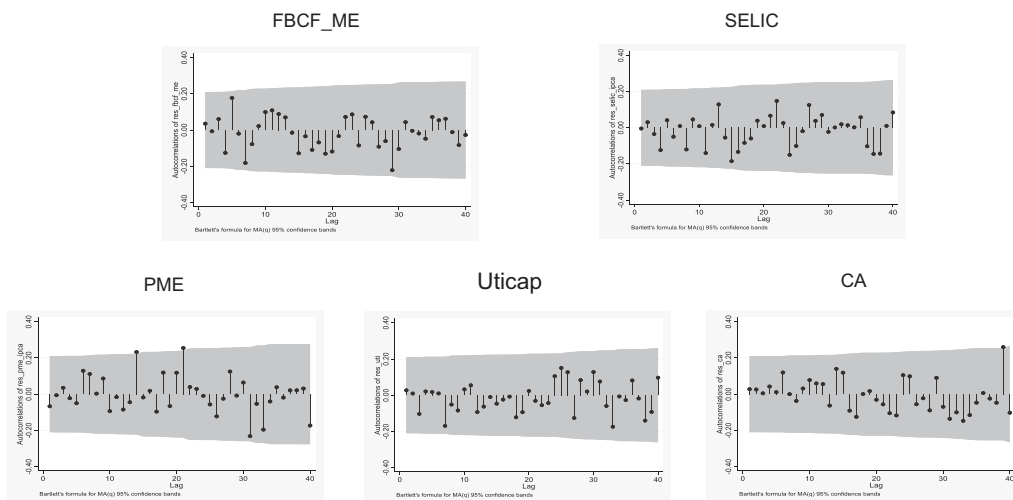 FBCF_ME
SELIC
Autocorrelations of res_fbcf_me
0.40
0.20
0.00
-0.20
-0.40
0 10 20 30 40
Lag
Bartlett's formula for MA(q) 95% confidence bands
Autocorrelations of res_selic_ipca
0.40
0.20
0.00
-0.20
-0.40
0 10 20 30 40
Lag
Bartlett's formula for MA(q) 95% confidence bands
PME
Uticap
CA
Autocorrelations of res_pme_ipca
0.40
0.20
0.00
-0.20
-0.40
0 10 20 30 40
Lag
Bartlett's formula for MA(q) 95% confidence bands
Autocorrelations of res_uti
0.40
0.20
0.00
-0.20
-0.40
0 10 20 30 40
Lag
Bartlett's formula for MA(q) 95% confidence bands
Autocorrelations of res_ca
0.40
0.20
0.00
-0.20
-0.40
0 10 20 30 40
Lag
Bartlett's formula for MA(q) 95% confidence bands